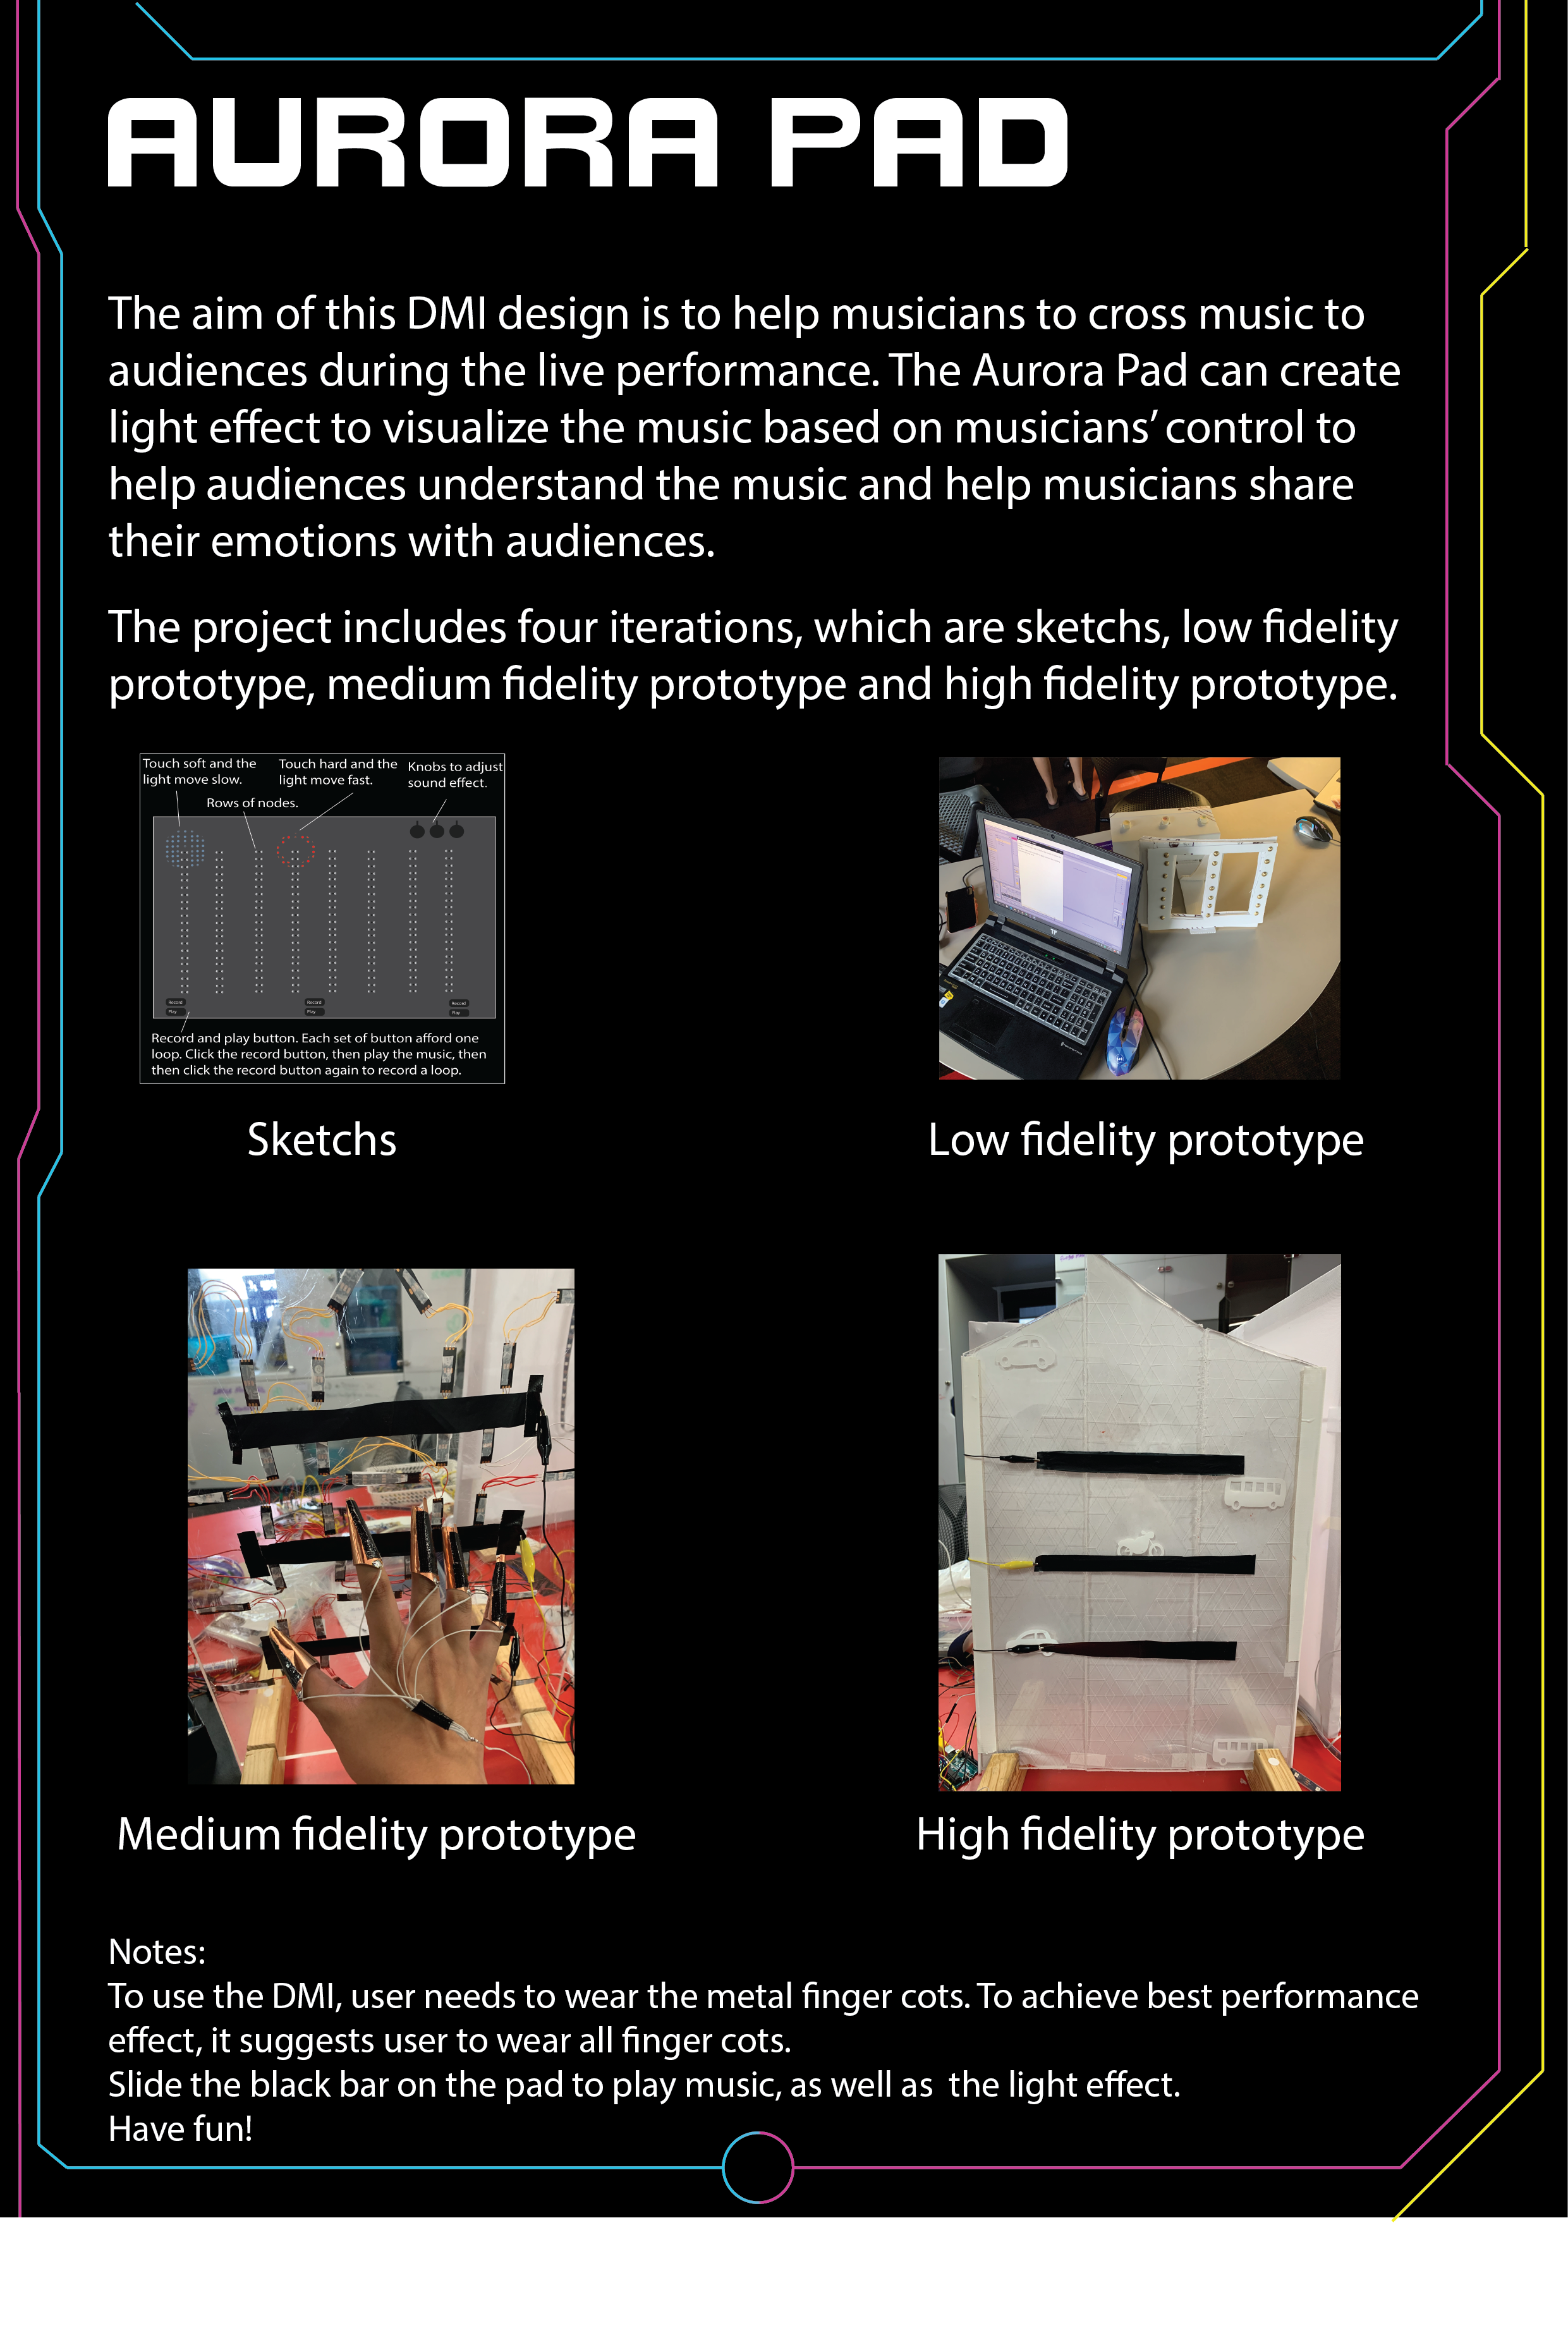 AURORA PAD
The aim of this DMI design is to help musicians to cross music to
audiences during the live performance. The Aurora Pad can create
light effect to visualize the music based on musicians’ control to
help audiences understand the music and help musicians share
their emotions with audiences.
The project includes four iterations, which are sketchs, low fidelity
prototype, medium fidelity prototype and high fidelity prototype.
Touch soft and the
light move slow.
Touch hard and the
light move fast.
Knobs to adjust
sound effect.
Rows of nodes.
Record
Play
Record
Play
Record
Play
Record and play button. Each set of button afford one
loop. Click the record button, then play the music, then
then click the record button again to record a loop.
Sketchs
Low fidelity prototype
Medium fidelity prototype
High fidelity prototype
Notes:
To use the DMI, user needs to wear the metal finger cots. To achieve best performance
effect, it suggests user to wear all finger cots.
Slide the black bar on the pad to play music, as well as  the light effect.
Have fun!